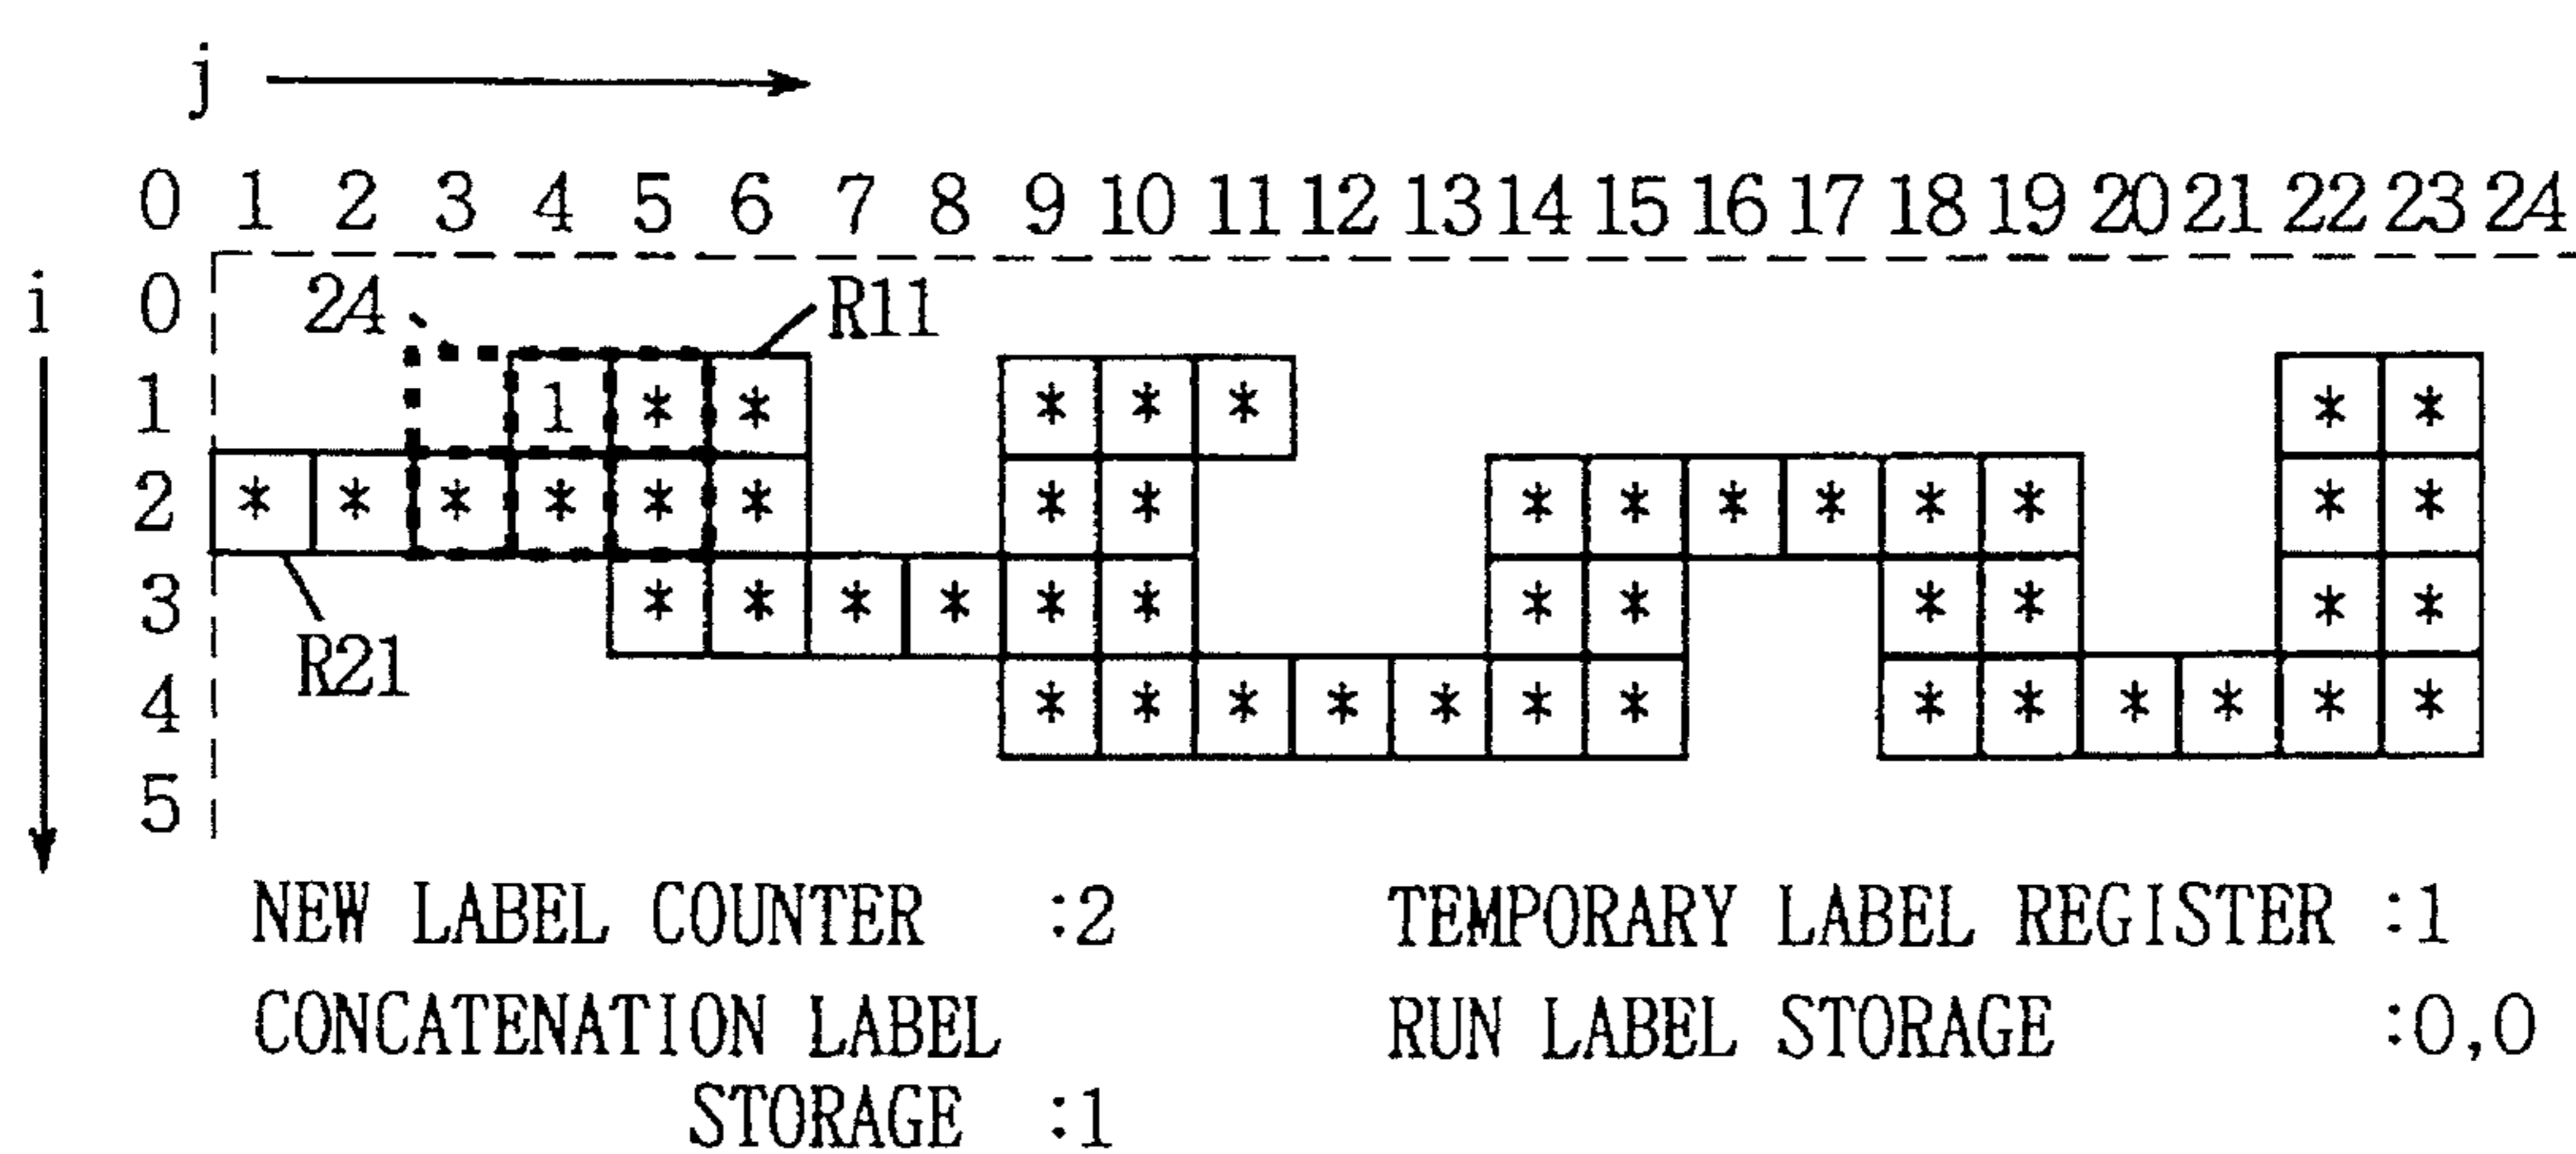 j
0 1 2 3 4 5 6 7 8 9 10 11 12 13 14 15 16 17 18 19 20 21 22 23 24
i 0 24 R11
1 1 * * * * * * *
2 * * * * * * * * * * * * * * * *
3 * * * * * * * * * * * *
R21
4 * * * * * * * * * * * * *
5
NEW LABEL COUNTER :2 TEMPORARY LABEL REGISTER :1
CONCATENATION LABEL RUN LABEL STORAGE :0,0
STORAGE :1